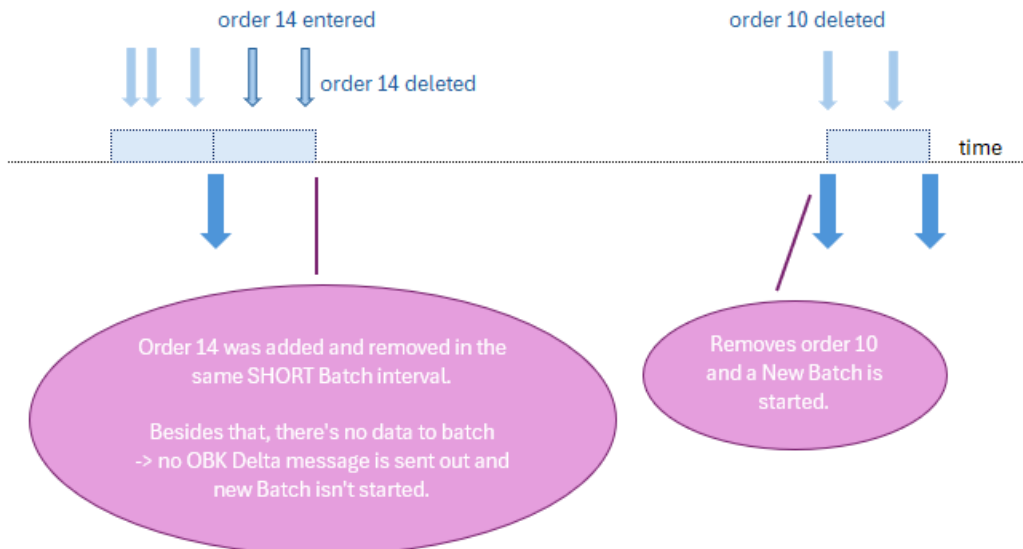 order 14 entered
order 10 deleted
order 14 deleted
time
Order 14 was added and removed in the
same SHORT Batch interval.
Besides that, there's no data to batch
-> no OBK Delta message is sent out and
new Batch isn't started.
Removes order 10
and a New Batch is
started.